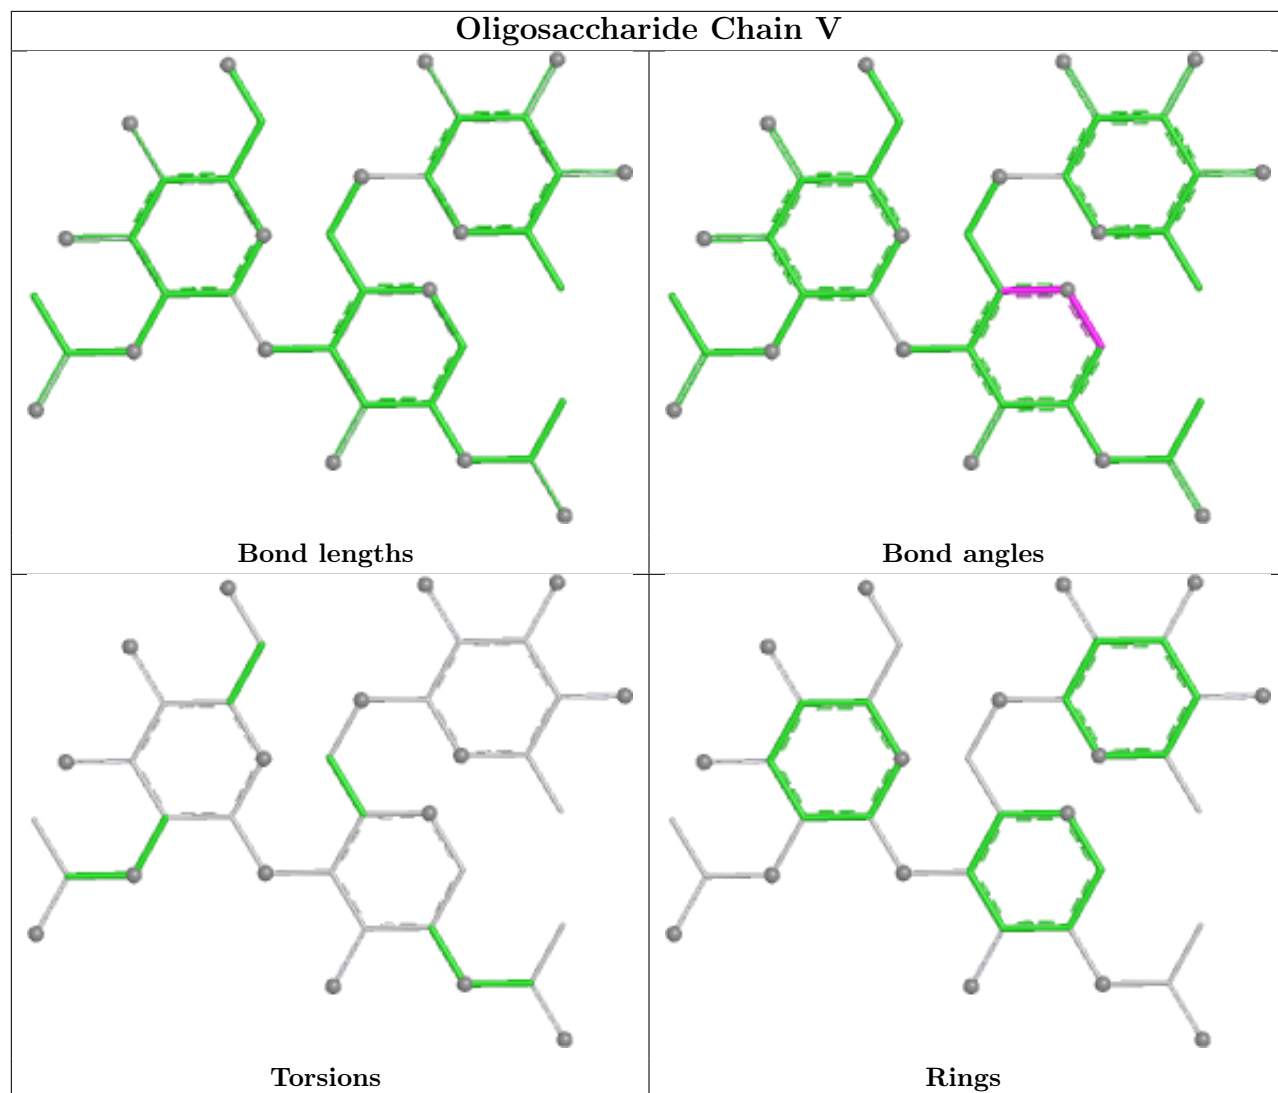 Oligosaccharide Chain V
Bond lengths
Bond angles
Torsions
Rings